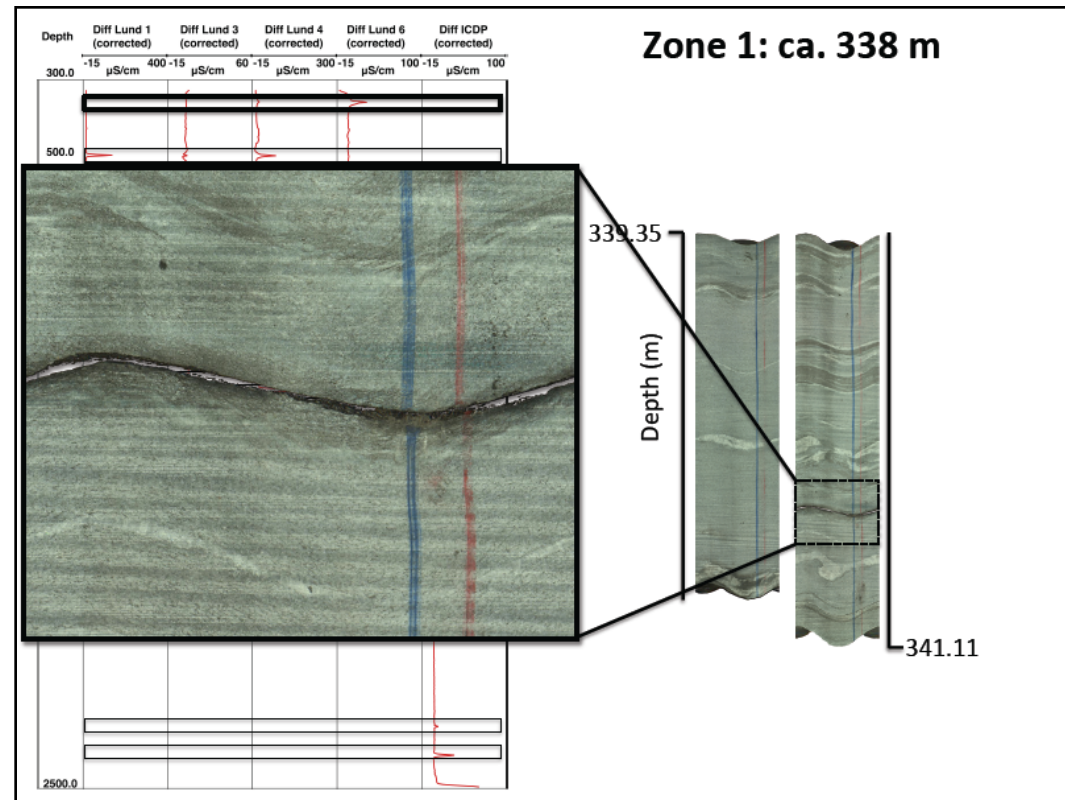 Zone 1: ca. 338 m
Depth
Diff Lund 1
(corrected)
Diff Lund 3
(corrected)
Diff Lund 4
(corrected)
Diff Lund 6
(corrected)
Diff ICDP
(corrected)
-15 µS/cm 400
-15 µS/cm 60
-15 µS/cm 300
-15 µS/cm 100
-15 µS/cm 100
300.0
500.0
339.35
Depth (m)
341.11
2500.0